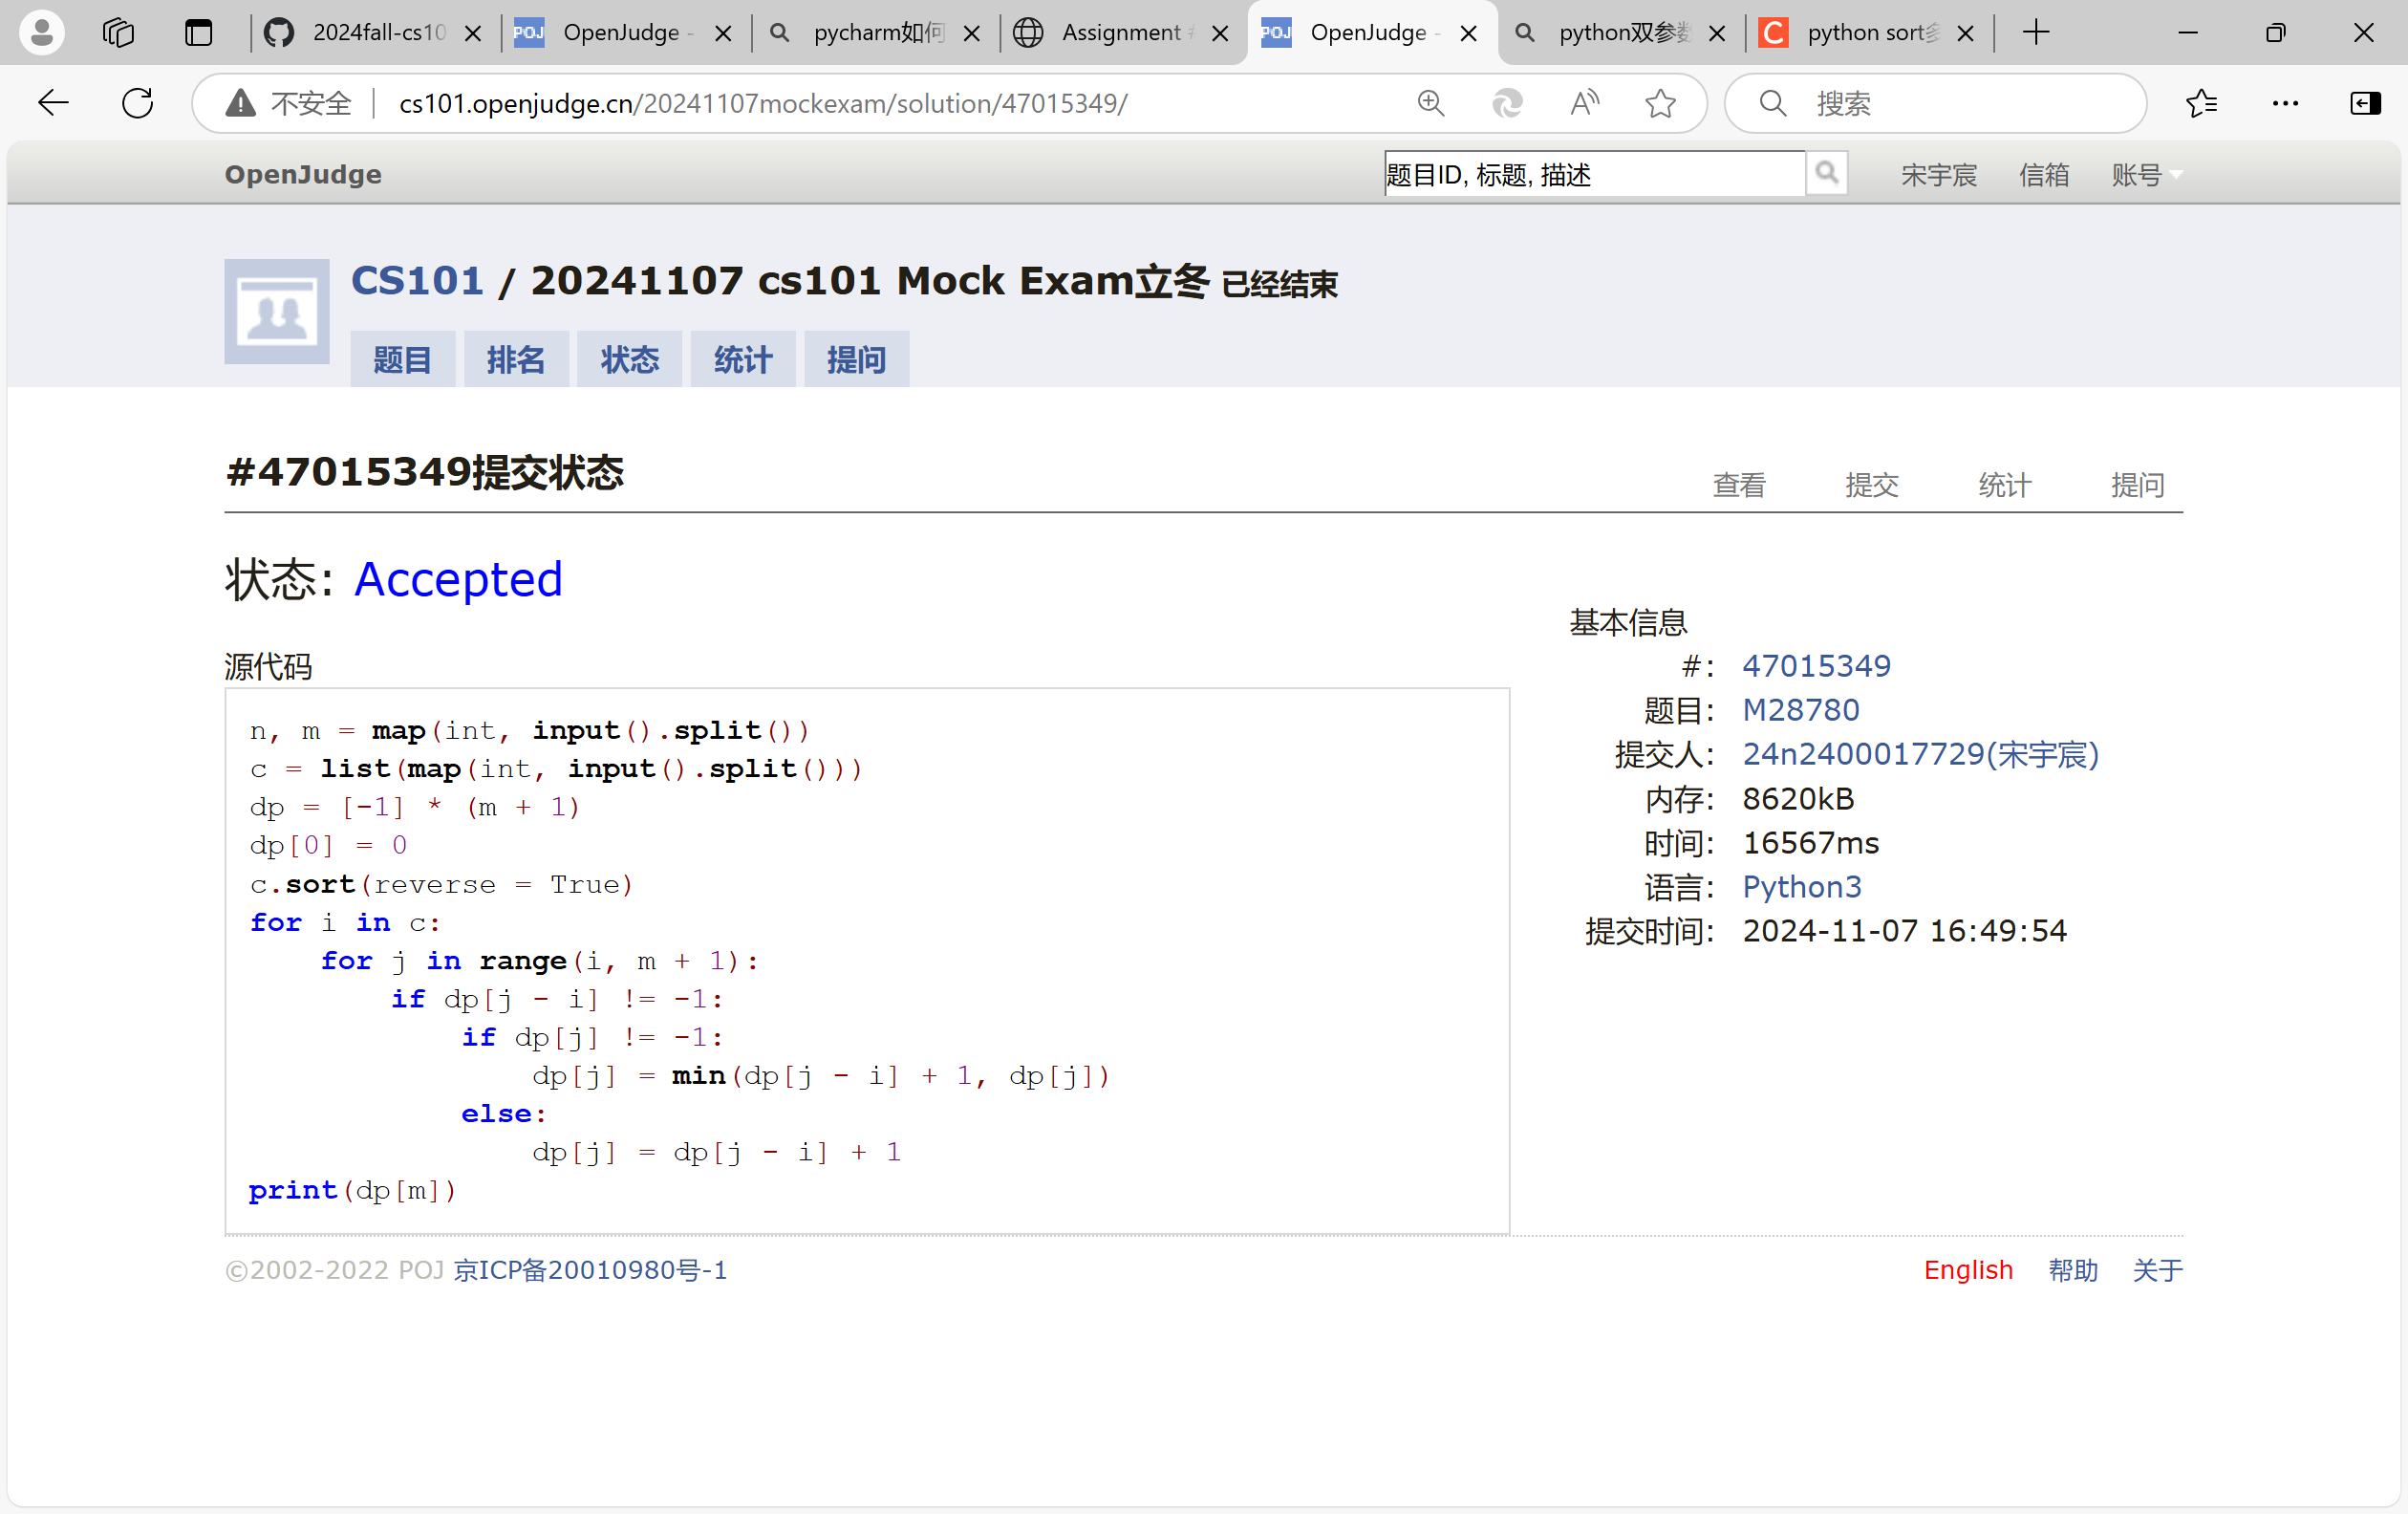 2024fall-cs10
POJ OpenJudge -
pycharm如何
Assignment
POJ OpenJudge -
python双参数
C python sort多
不安全 cs101.openjudge.cn/20241107mockexam/solution/47015349/ 搜索
OpenJudge 题目ID, 标题, 描述 宋宇宸 信箱 账号
CS101 / 20241107 cs101 Mock Exam立冬 已经结束
题目 排名 状态 统计 提问
#47015349提交状态 查看 提交 统计 提问
状态: Accepted
源代码
n, m = map(int, input().split())
c = list(map(int, input().split()))
dp = [-1] * (m + 1)
dp[0] = 0
c.sort(reverse = True)
for i in c:
    for j in range(i, m + 1):
        if dp[j - i] != -1:
            if dp[j] != -1:
                dp[j] = min(dp[j - i] + 1, dp[j])
            else:
                dp[j] = dp[j - i] + 1
print(dp[m])
基本信息
#: 47015349
题目: M28780
提交人: 24n2400017729(宋宇宸)
内存: 8620kB
时间: 16567ms
语言: Python3
提交时间: 2024-11-07 16:49:54
©2002-2022 POJ 京ICP备20010980号-1 English 帮助 关于